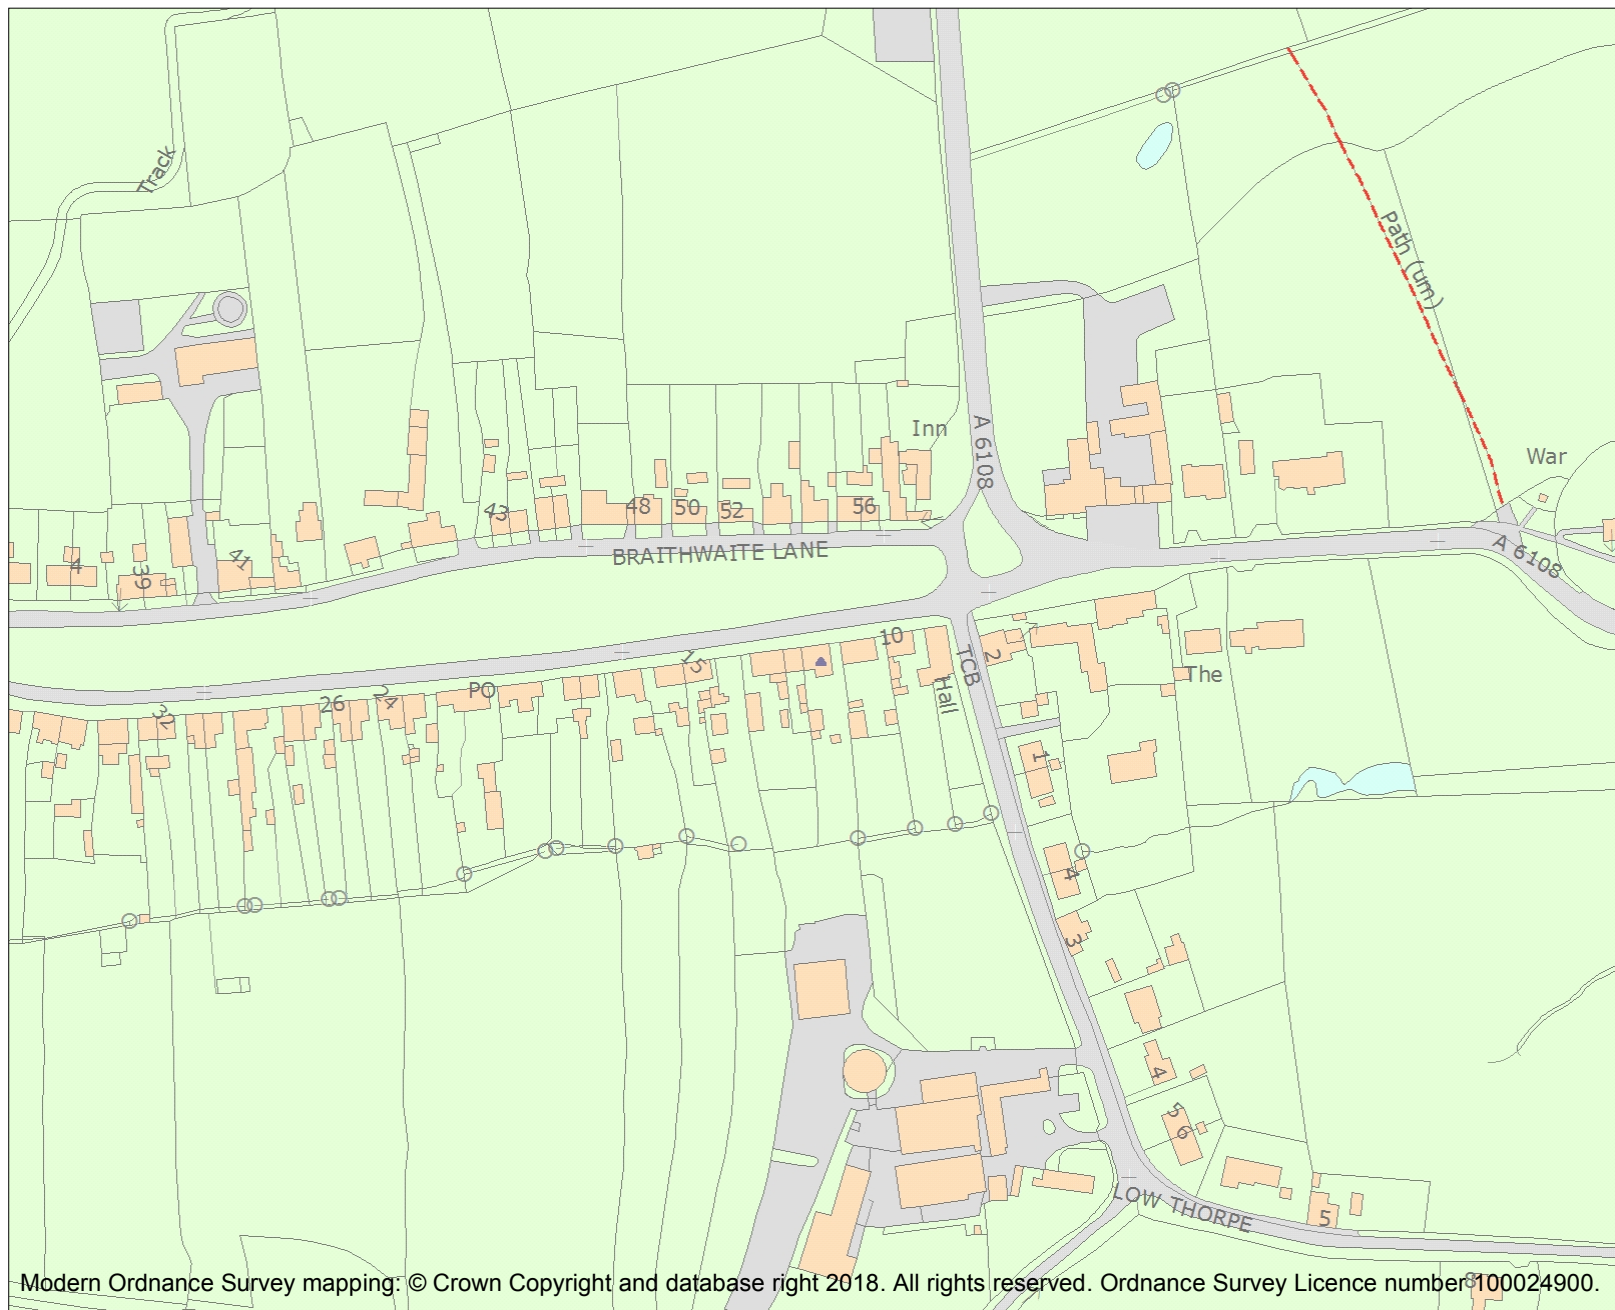 Track
Path (um)
Inn
A 6108
War
43
48
50
52
56
BRAITHWAITE LANE
A 6108
41
4
39
10
TCB
2
15
Hall
The
PO
24
26
32
1
4
3
4
5
6
LOW THORPE
5
8
Modern Ordnance Survey mapping: © Crown Copyright and database right 2018. All rights reserved. Ordnance Survey Licence number 100024900.